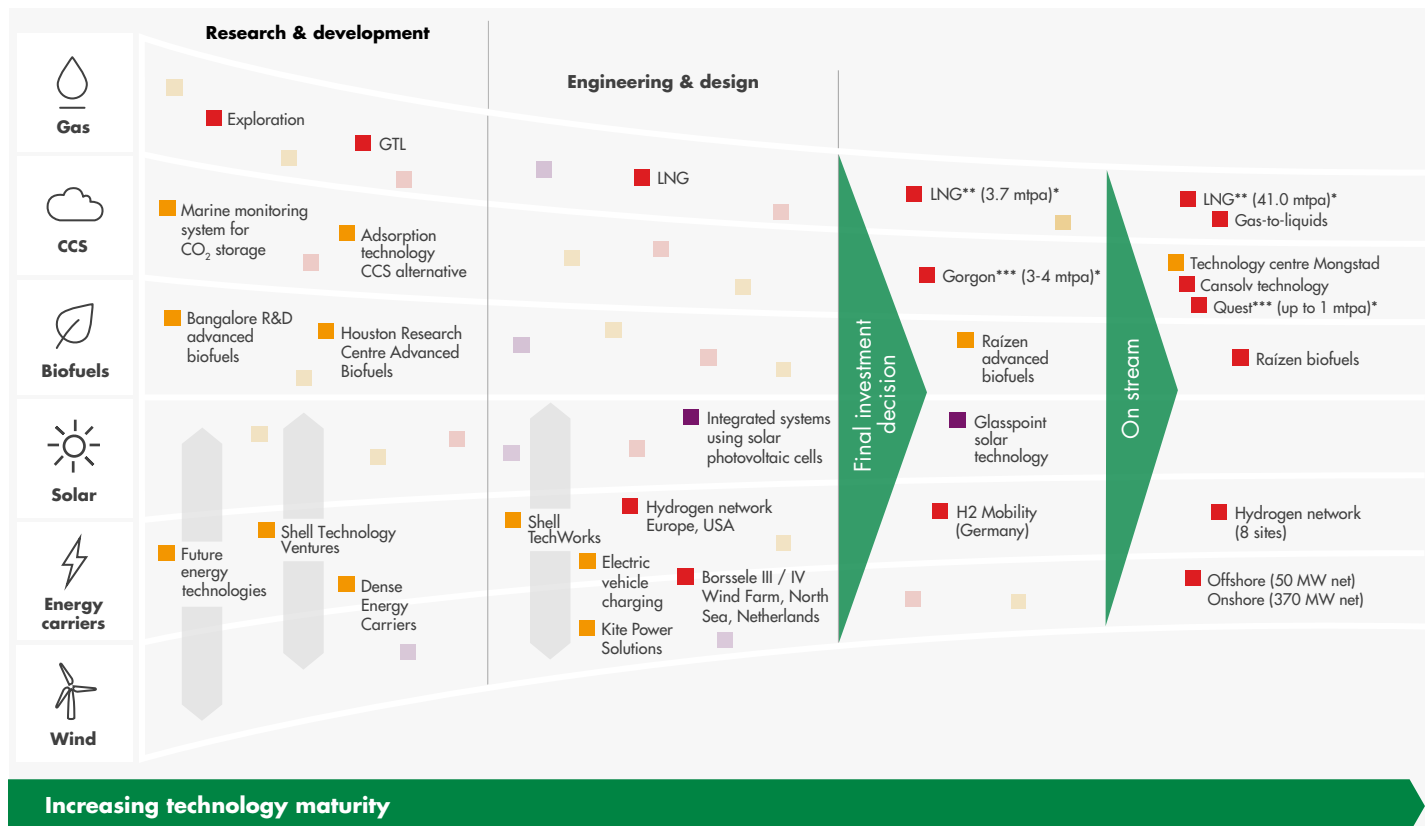 Research & development
Engineering & design
Gas
CCS
Biofuels
Solar
Energy
carriers
Wind
Exploration
GTL
LNG
LNG** (3.7 mtpa)*
LNG** (41.0 mtpa)*
Gas-to-liquids
Marine monitoring
system for
CO2 storage
Adsorption
technology
CCS alternative
Gorgon*** (3-4 mtpa)*
Technology centre Mongstad
Cansolv technology
Quest*** (up to 1 mtpa)*
Bangalore R&D
advanced
biofuels
Houston Research
Centre Advanced
Biofuels
Raízen
advanced
biofuels
Raízen biofuels
Integrated systems
using solar
photovoltaic cells
Glasspoint
solar
technology
Final investment
decision
On stream
Future
energy
technologies
Shell Technology
Ventures
Dense
Energy
Carriers
Shell
TechWorks
Hydrogen network
Europe, USA
Electric
vehicle
charging
Kite Power
Solutions
Borssele III / IV
Wind Farm, North
Sea, Netherlands
H2 Mobility
(Germany)
Hydrogen network
(8 sites)
Offshore (50 MW net)
Onshore (370 MW net)
Increasing technology maturity